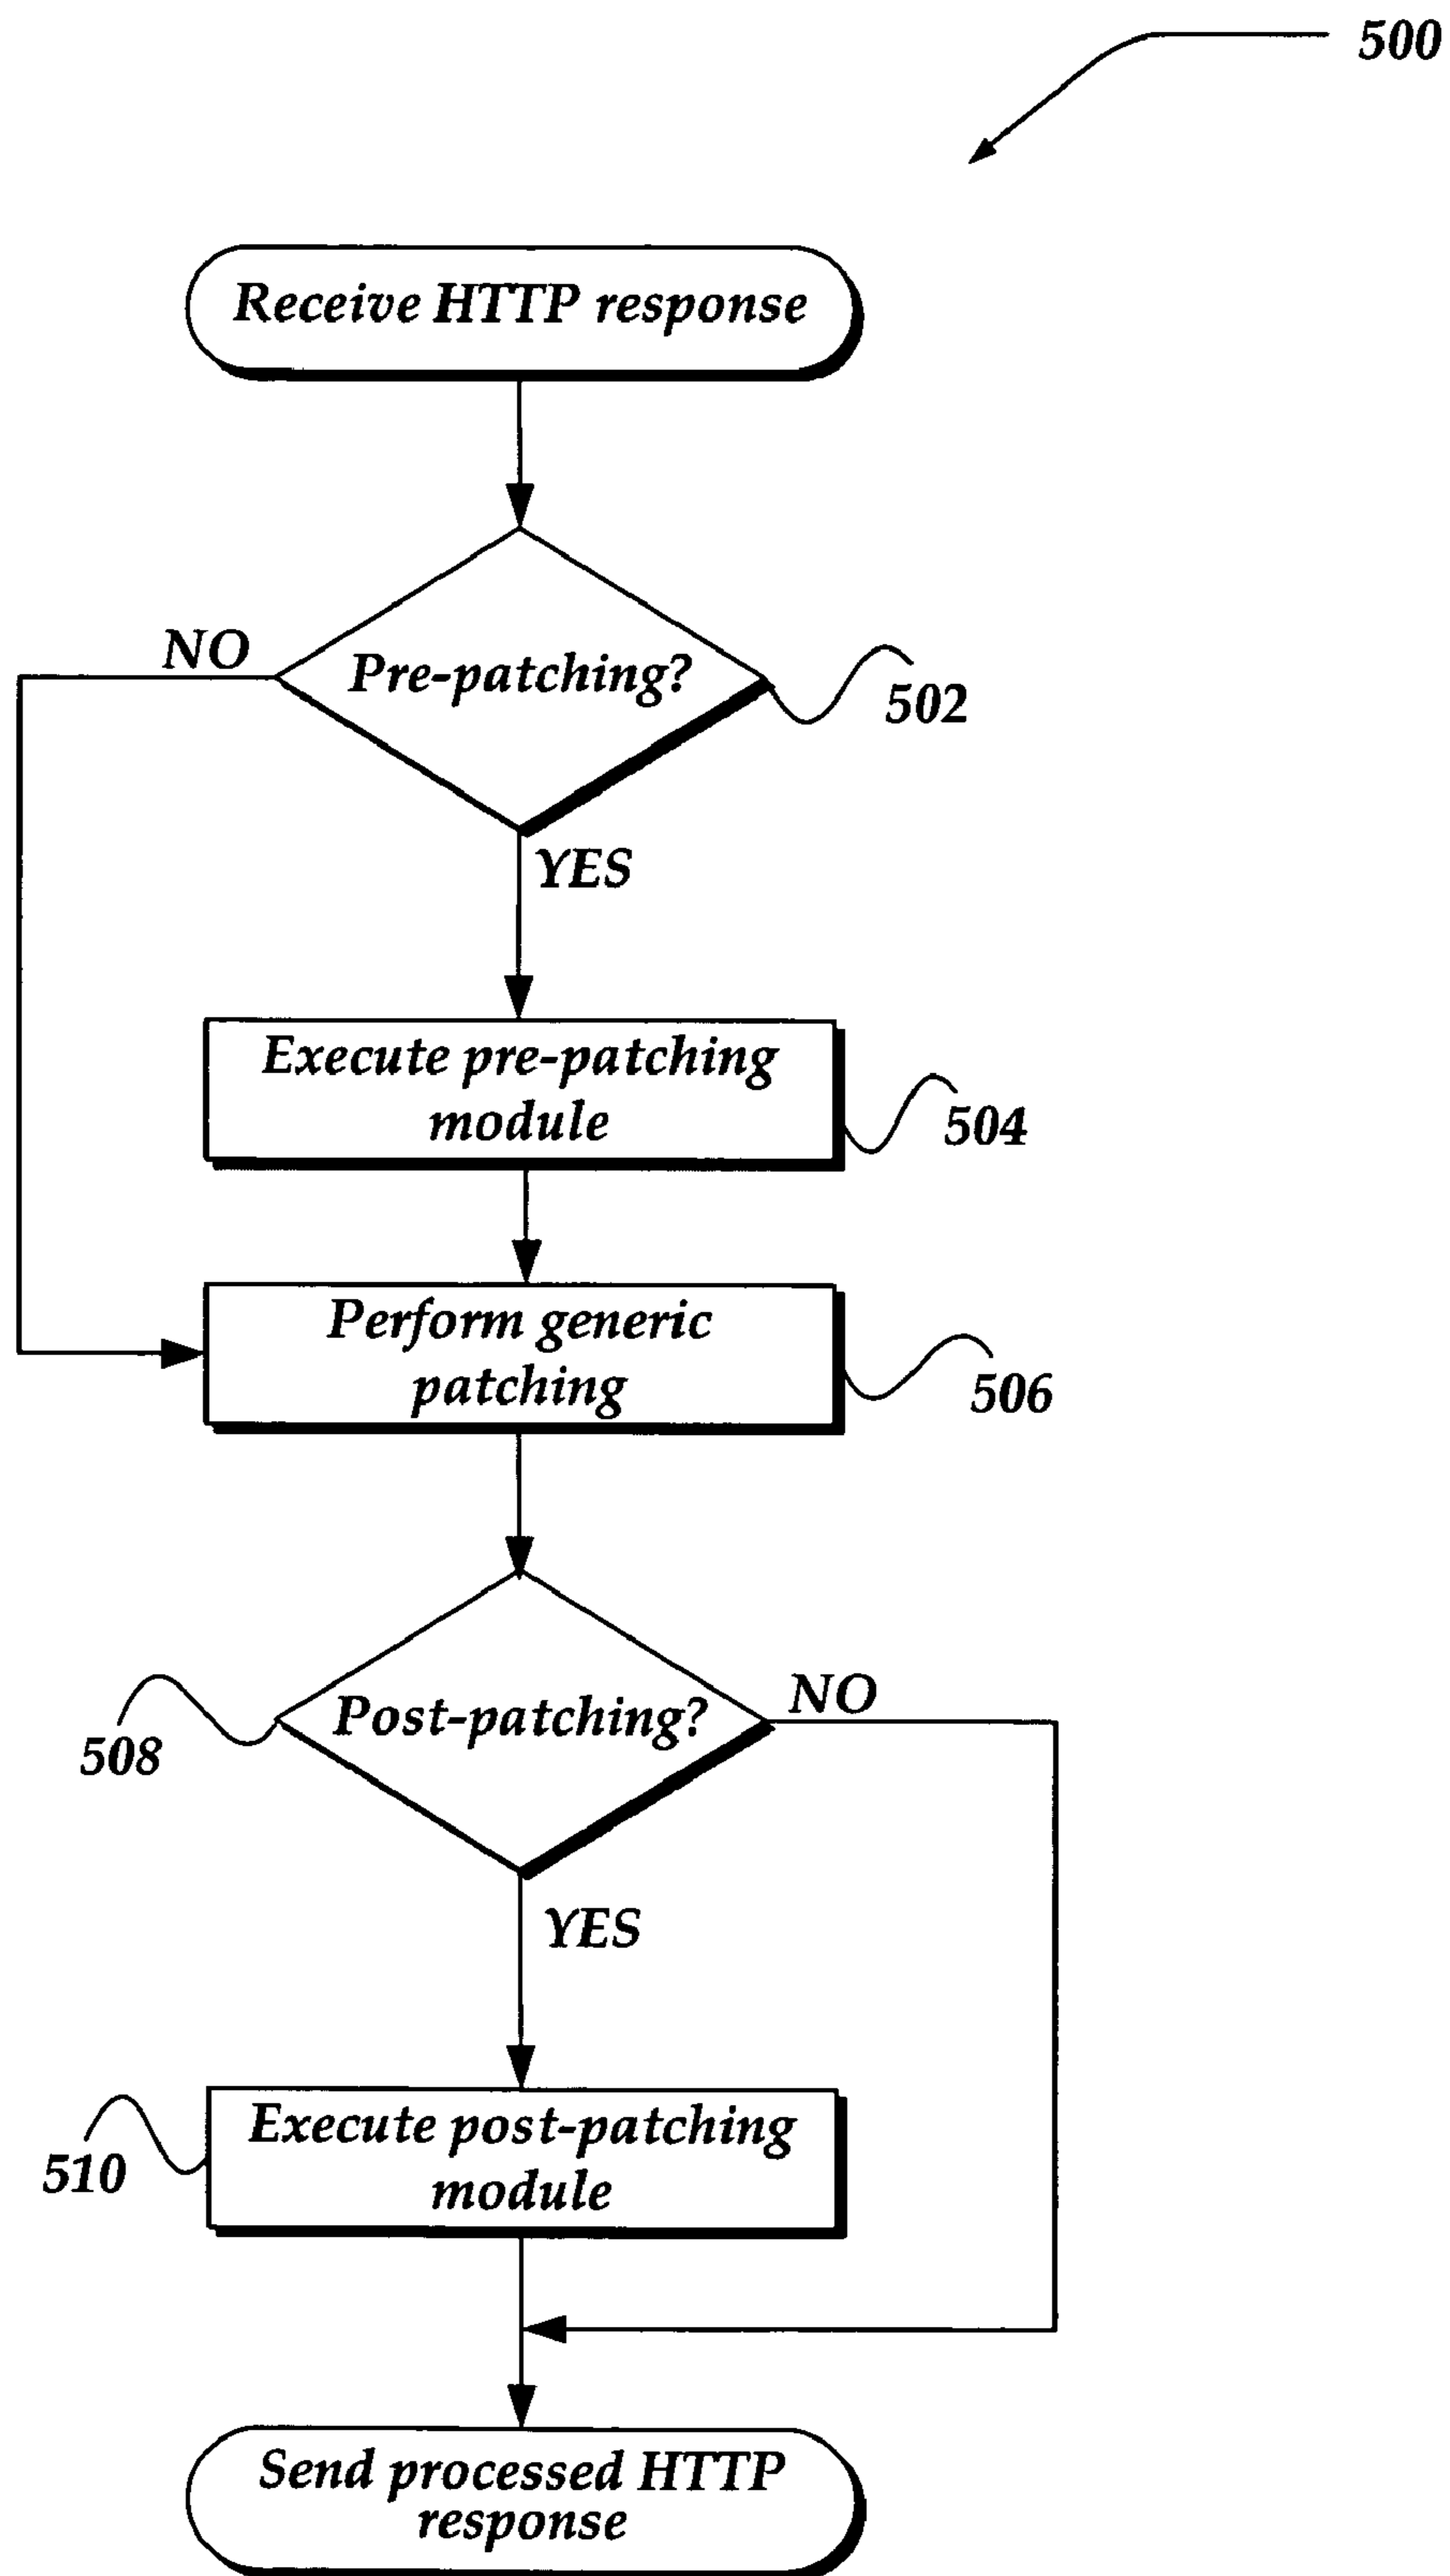 500
Receive HTTP response
NO
Pre-patching?
502
YES
Execute pre-patching
module
504
Perform generic
patching
506
Post-patching?
NO
508
YES
Execute post-patching
module
510
Send processed HTTP
response